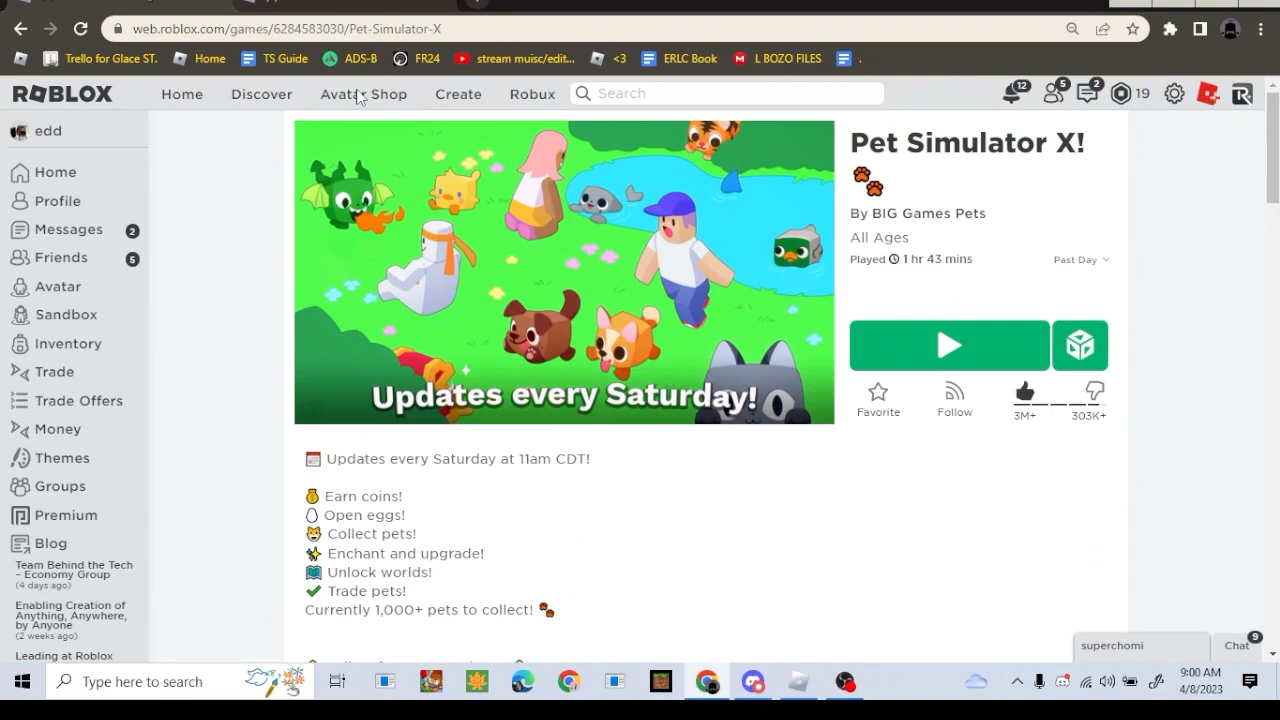 web.roblox.com/games/6284583030/Pet-Simulator-X
Trello for Glace ST. Home TS Guide ADS-B FR24 stream muisc/edit... <3 ERLC Book L BOZO FILES .
ROBLOX Home Discover Avatar Shop Create Robux Search 12 5 2 19
edd
Home
Profile
Messages 2
Friends 5
Avatar
Sandbox
Inventory
Trade
Trade Offers
Money
Themes
Groups
Premium
Blog
Team Behind the Tech
– Economy Group
(4 days ago)
Enabling Creation of
Anything, Anywhere,
by Anyone
(2 weeks ago)
Leading at Roblox
Updates every Saturday!
Pet Simulator X!
By BIG Games Pets
All Ages
Played 1 hr 43 mins Past Day
Favorite Follow 3M+ 303K+
Updates every Saturday at 11am CDT!
Earn coins!
Open eggs!
Collect pets!
Enchant and upgrade!
Unlock worlds!
Trade pets!
Currently 1,000+ pets to collect!
superchomi Chat 9
Type here to search
9:00 AM
4/8/2023